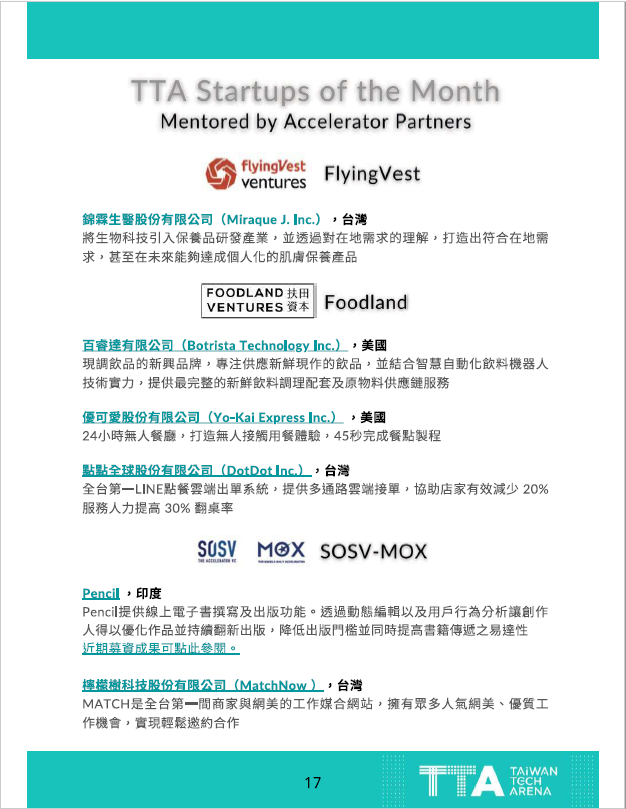 TTA Startups of the Month
Mentored by Accelerator Partners
flyingVest
ventures
FlyingVest
錦霖生醫股份有限公司（Miraque J. Inc.），台灣
將生物科技引入保養品研發產業，並透過對在地需求的理解，打造出符合在地需
求，甚至在未來能夠達成個人化的肌膚保養產品
FOODLAND 扶田
VENTURES 資本
Foodland
百睿達有限公司（Botrista Technology Inc.），美國
現調飲品的新興品牌，專注供應新鮮現作的飲品，並結合智慧自動化飲料機器人
技術實力，提供最完整的新鮮飲料調理配套及原物料供應鏈服務
優可愛股份有限公司（Yo-Kai Express Inc.），美國
24小時無人餐廳，打造無人接觸用餐體驗，45秒完成餐點製程
點點全球股份有限公司（DotDot Inc.），台灣
全台第一LINE點餐雲端出單系統，提供多通路雲端接單，協助店家有效減少 20%
服務人力提高 30% 翻桌率
SOSV
THE ACCELERATOR VC
MOX
SOSV-MOX
Pencil ，印度
Pencil提供線上電子書撰寫及出版功能。透過動態編輯以及用戶行為分析讓創作
人得以優化作品並持續翻新出版，降低出版門檻並同時提高書籍傳遞之易達性
近期募資成果可點此參閱。
檸檬樹科技股份有限公司（MatchNow ），台灣
MATCH是全台第一間商家與網美的工作媒合網站，擁有眾多人氣網美、優質工
作機會，實現輕鬆邀約合作
17
TTA
TAIWAN
TECH
ARENA